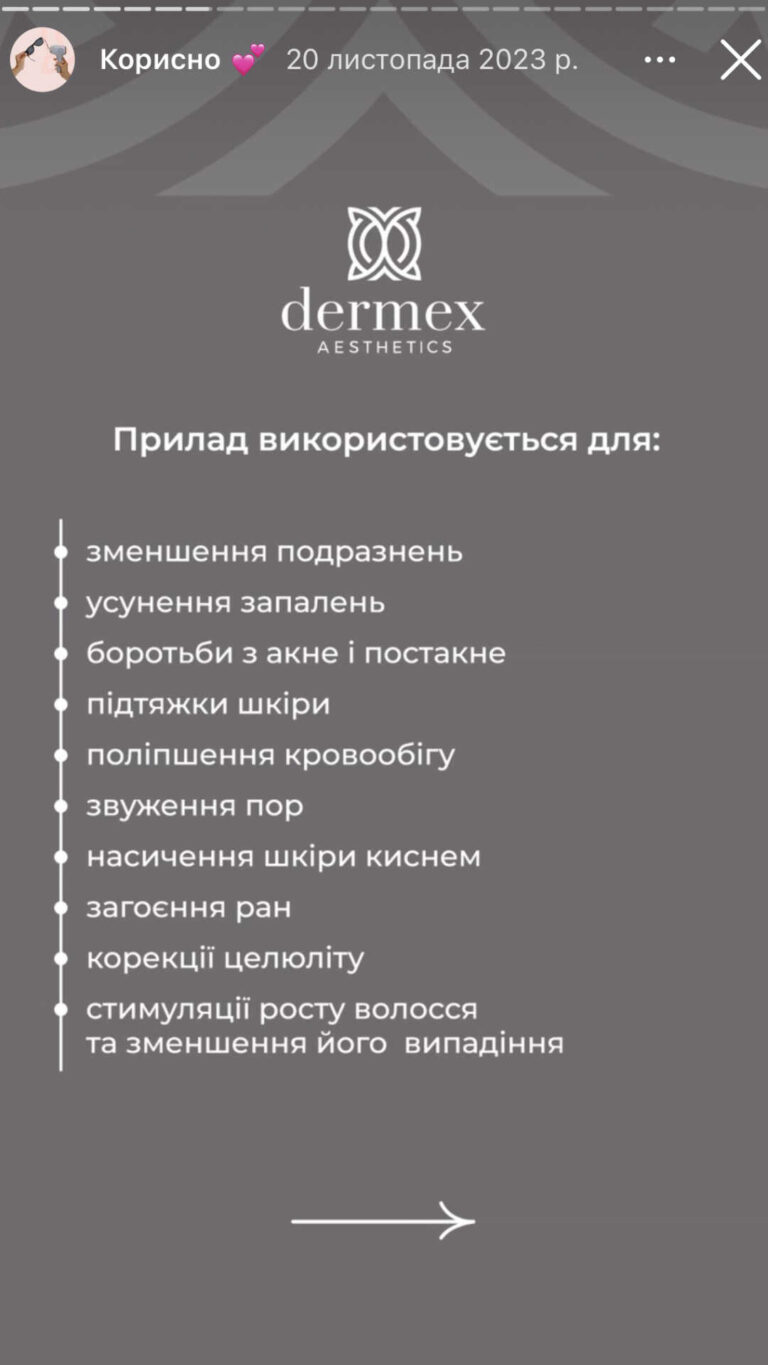 Корисно 💕 20 листопада 2023 р.
dermex
AESTHETICS
Прилад використовується для:
зменшення подразнень
усунення запалень
боротьби з акне і постакне
підтяжки шкіри
поліпшення кровообігу
звуження пор
насичення шкіри киснем
загоєння ран
корекції целюліту
стимуляції росту волосся
та зменшення його випадіння